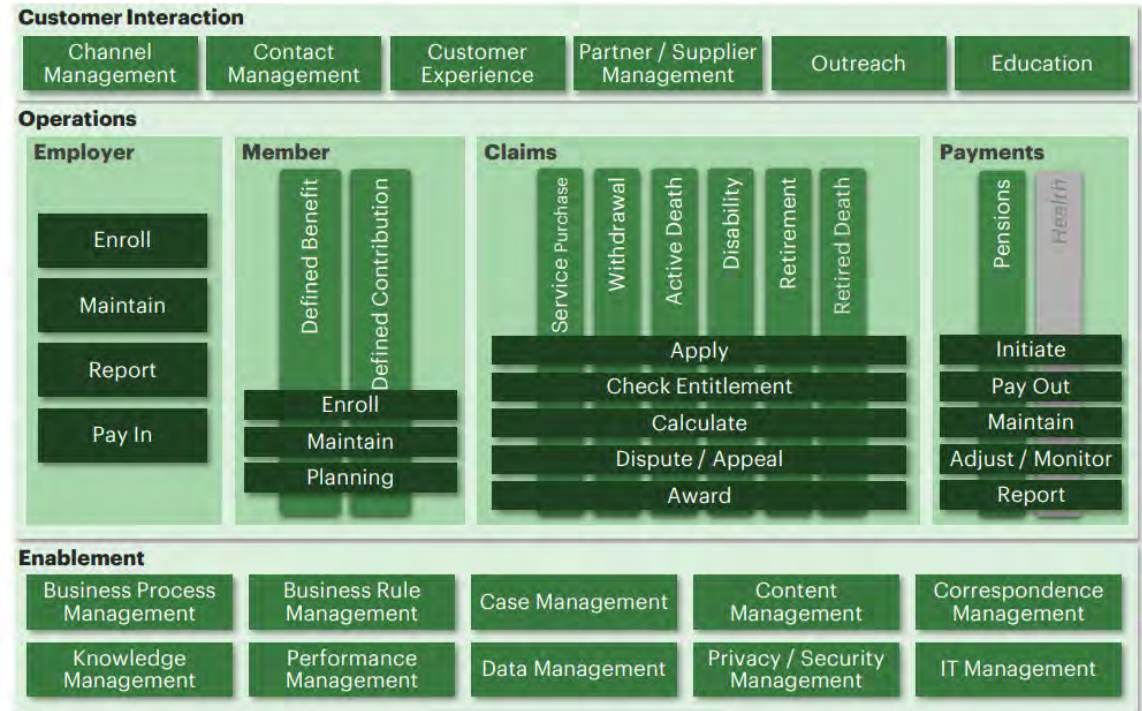 Customer Interaction
Channel
Management
Contact
Management
Customer
Experience
Partner / Supplier
Management
Outreach
Education
Operations
Employer
Enroll
Maintain
Report
Pay In
Member
Defined Benefit
Defined Contribution
Enroll
Maintain
Planning
Claims
Service Purchase
Withdrawal
Active Death
Disability
Retirement
Retired Death
Apply
Check Entitlement
Calculate
Dispute / Appeal
Award
Payments
Pensions
Health
Initiate
Pay Out
Maintain
Adjust / Monitor
Report
Enablement
Business Process
Management
Business Rule
Management
Case Management
Content
Management
Correspondence
Management
Knowledge
Management
Performance
Management
Data Management
Privacy / Security
Management
IT Management